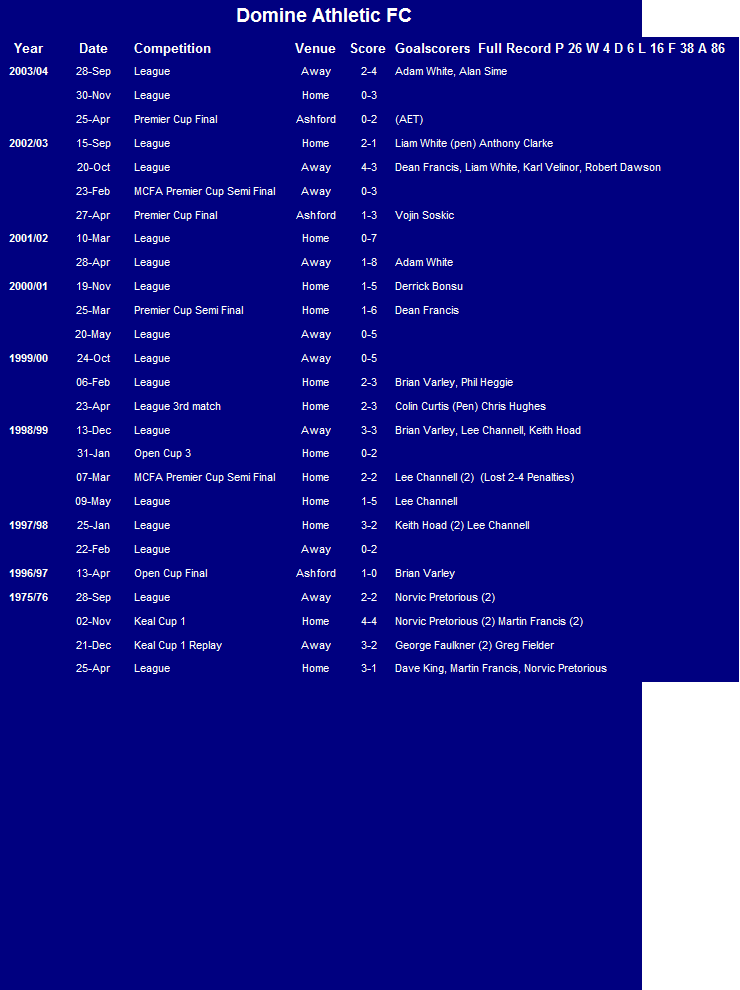 Domine Athletic FC
Year Date Competition Venue Score Goalscorers Full Record P 26 W 4 D 6 L 16 F 38 A 86
2003/04 28-Sep League Away 2-4 Adam White, Alan Sime
30-Nov League Home 0-3
25-Apr Premier Cup Final Ashford 0-2 (AET)
2002/03 15-Sep League Home 2-1 Liam White (pen) Anthony Clarke
20-Oct League Away 4-3 Dean Francis, Liam White, Karl Velinor, Robert Dawson
23-Feb MCFA Premier Cup Semi Final Away 0-3
27-Apr Premier Cup Final Ashford 1-3 Vojin Soskic
2001/02 10-Mar League Home 0-7
28-Apr League Away 1-8 Adam White
2000/01 19-Nov League Home 1-5 Derrick Bonsu
25-Mar Premier Cup Semi Final Home 1-6 Dean Francis
20-May League Away 0-5
1999/00 24-Oct League Away 0-5
06-Feb League Home 2-3 Brian Varley, Phil Heggie
23-Apr League 3rd match Home 2-3 Colin Curtis (Pen) Chris Hughes
1998/99 13-Dec League Away 3-3 Brian Varley, Lee Channell, Keith Hoad
31-Jan Open Cup 3 Home 0-2
07-Mar MCFA Premier Cup Semi Final Home 2-2 Lee Channell (2) (Lost 2-4 Penalties)
09-May League Home 1-5 Lee Channell
1997/98 25-Jan League Home 3-2 Keith Hoad (2) Lee Channell
22-Feb League Away 0-2
1996/97 13-Apr Open Cup Final Ashford 1-0 Brian Varley
1975/76 28-Sep League Away 2-2 Norvic Pretorious (2)
02-Nov Keal Cup 1 Home 4-4 Norvic Pretorious (2) Martin Francis (2)
21-Dec Keal Cup 1 Replay Away 3-2 George Faulkner (2) Greg Fielder
25-Apr League Home 3-1 Dave King, Martin Francis, Norvic Pretorious